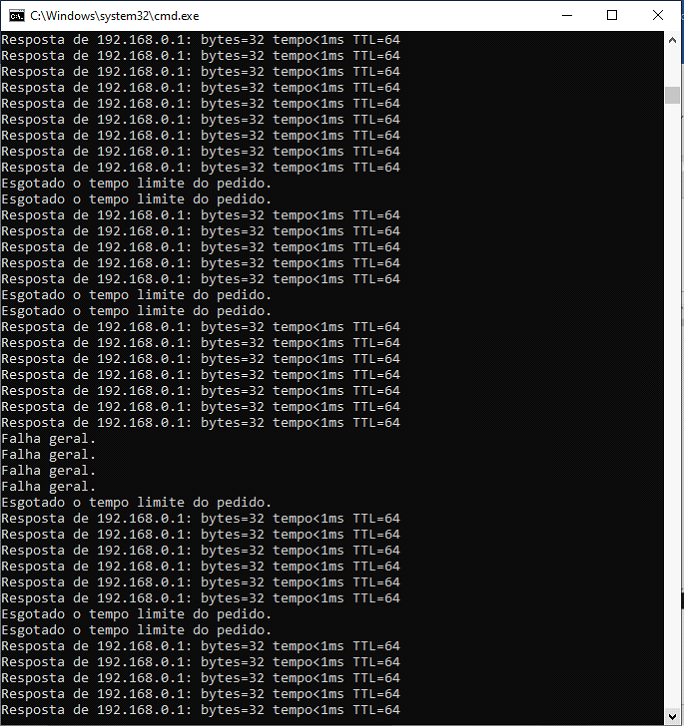 C:\Windows\system32\cmd.exe
Resposta de 192.168.0.1: bytes=32 tempo<1ms TTL=64
Resposta de 192.168.0.1: bytes=32 tempo<1ms TTL=64
Resposta de 192.168.0.1: bytes=32 tempo<1ms TTL=64
Resposta de 192.168.0.1: bytes=32 tempo<1ms TTL=64
Resposta de 192.168.0.1: bytes=32 tempo<1ms TTL=64
Resposta de 192.168.0.1: bytes=32 tempo<1ms TTL=64
Resposta de 192.168.0.1: bytes=32 tempo<1ms TTL=64
Resposta de 192.168.0.1: bytes=32 tempo<1ms TTL=64
Resposta de 192.168.0.1: bytes=32 tempo<1ms TTL=64
Esgotado o tempo limite do pedido.
Esgotado o tempo limite do pedido.
Resposta de 192.168.0.1: bytes=32 tempo<1ms TTL=64
Resposta de 192.168.0.1: bytes=32 tempo<1ms TTL=64
Resposta de 192.168.0.1: bytes=32 tempo<1ms TTL=64
Resposta de 192.168.0.1: bytes=32 tempo<1ms TTL=64
Resposta de 192.168.0.1: bytes=32 tempo<1ms TTL=64
Esgotado o tempo limite do pedido.
Esgotado o tempo limite do pedido.
Resposta de 192.168.0.1: bytes=32 tempo<1ms TTL=64
Resposta de 192.168.0.1: bytes=32 tempo<1ms TTL=64
Resposta de 192.168.0.1: bytes=32 tempo<1ms TTL=64
Resposta de 192.168.0.1: bytes=32 tempo<1ms TTL=64
Resposta de 192.168.0.1: bytes=32 tempo<1ms TTL=64
Resposta de 192.168.0.1: bytes=32 tempo<1ms TTL=64
Resposta de 192.168.0.1: bytes=32 tempo<1ms TTL=64
Falha geral.
Falha geral.
Falha geral.
Falha geral.
Esgotado o tempo limite do pedido.
Resposta de 192.168.0.1: bytes=32 tempo<1ms TTL=64
Resposta de 192.168.0.1: bytes=32 tempo<1ms TTL=64
Resposta de 192.168.0.1: bytes=32 tempo<1ms TTL=64
Resposta de 192.168.0.1: bytes=32 tempo<1ms TTL=64
Resposta de 192.168.0.1: bytes=32 tempo<1ms TTL=64
Resposta de 192.168.0.1: bytes=32 tempo<1ms TTL=64
Esgotado o tempo limite do pedido.
Esgotado o tempo limite do pedido.
Resposta de 192.168.0.1: bytes=32 tempo<1ms TTL=64
Resposta de 192.168.0.1: bytes=32 tempo<1ms TTL=64
Resposta de 192.168.0.1: bytes=32 tempo<1ms TTL=64
Resposta de 192.168.0.1: bytes=32 tempo<1ms TTL=64
Resposta de 192.168.0.1: bytes=32 tempo<1ms TTL=64